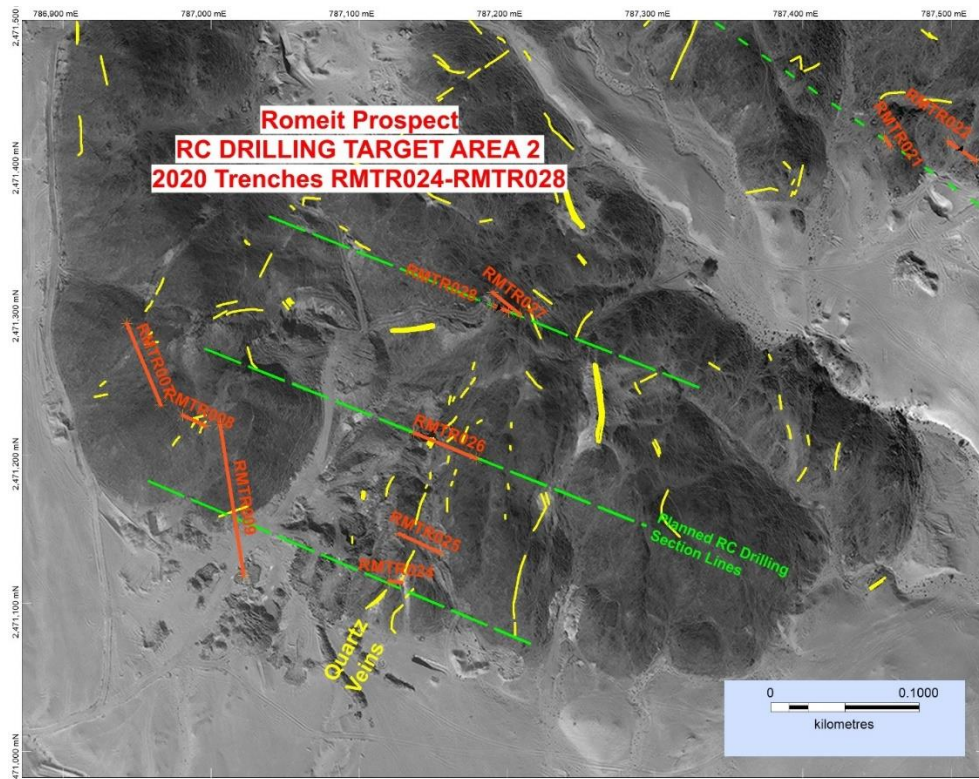 786,900 mE
787,000 mE
787,100 mE
787,200 mE
787,300 mE
787,400 mE
787,500 mE
2,471,500
2,471,400 mN
2,471,300 mN
2,471,200 mN
2,471,100 mN
471,000 mN
Romeit Prospect
RC DRILLING TARGET AREA 2
2020 Trenches RMTR024-RMTR028
RMTR022
RMTR021
RMTR028
RMTR027
RMTR007
RMTR008
RMTR009
RMTR026
RMTR025
RMTR024
Planned RC Drilling
Section Lines
Quartz
Veins
0
0.1000
kilometres